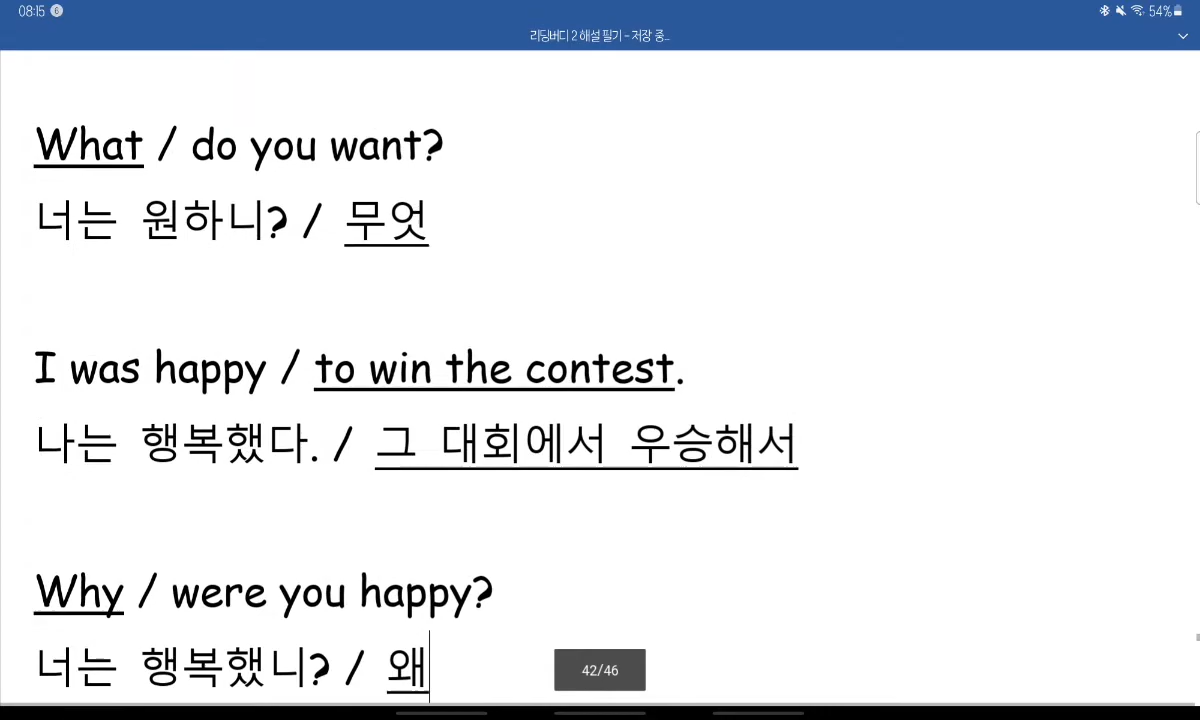 08:15 6 54%
리딩버디 2 해설 필기 - 저장 중...
What / do you want?
너는 원하니? / 무엇
I was happy / to win the contest.
나는 행복했다. / 그 대회에서 우승해서
Why / were you happy?
너는 행복했니? / 왜
42/46